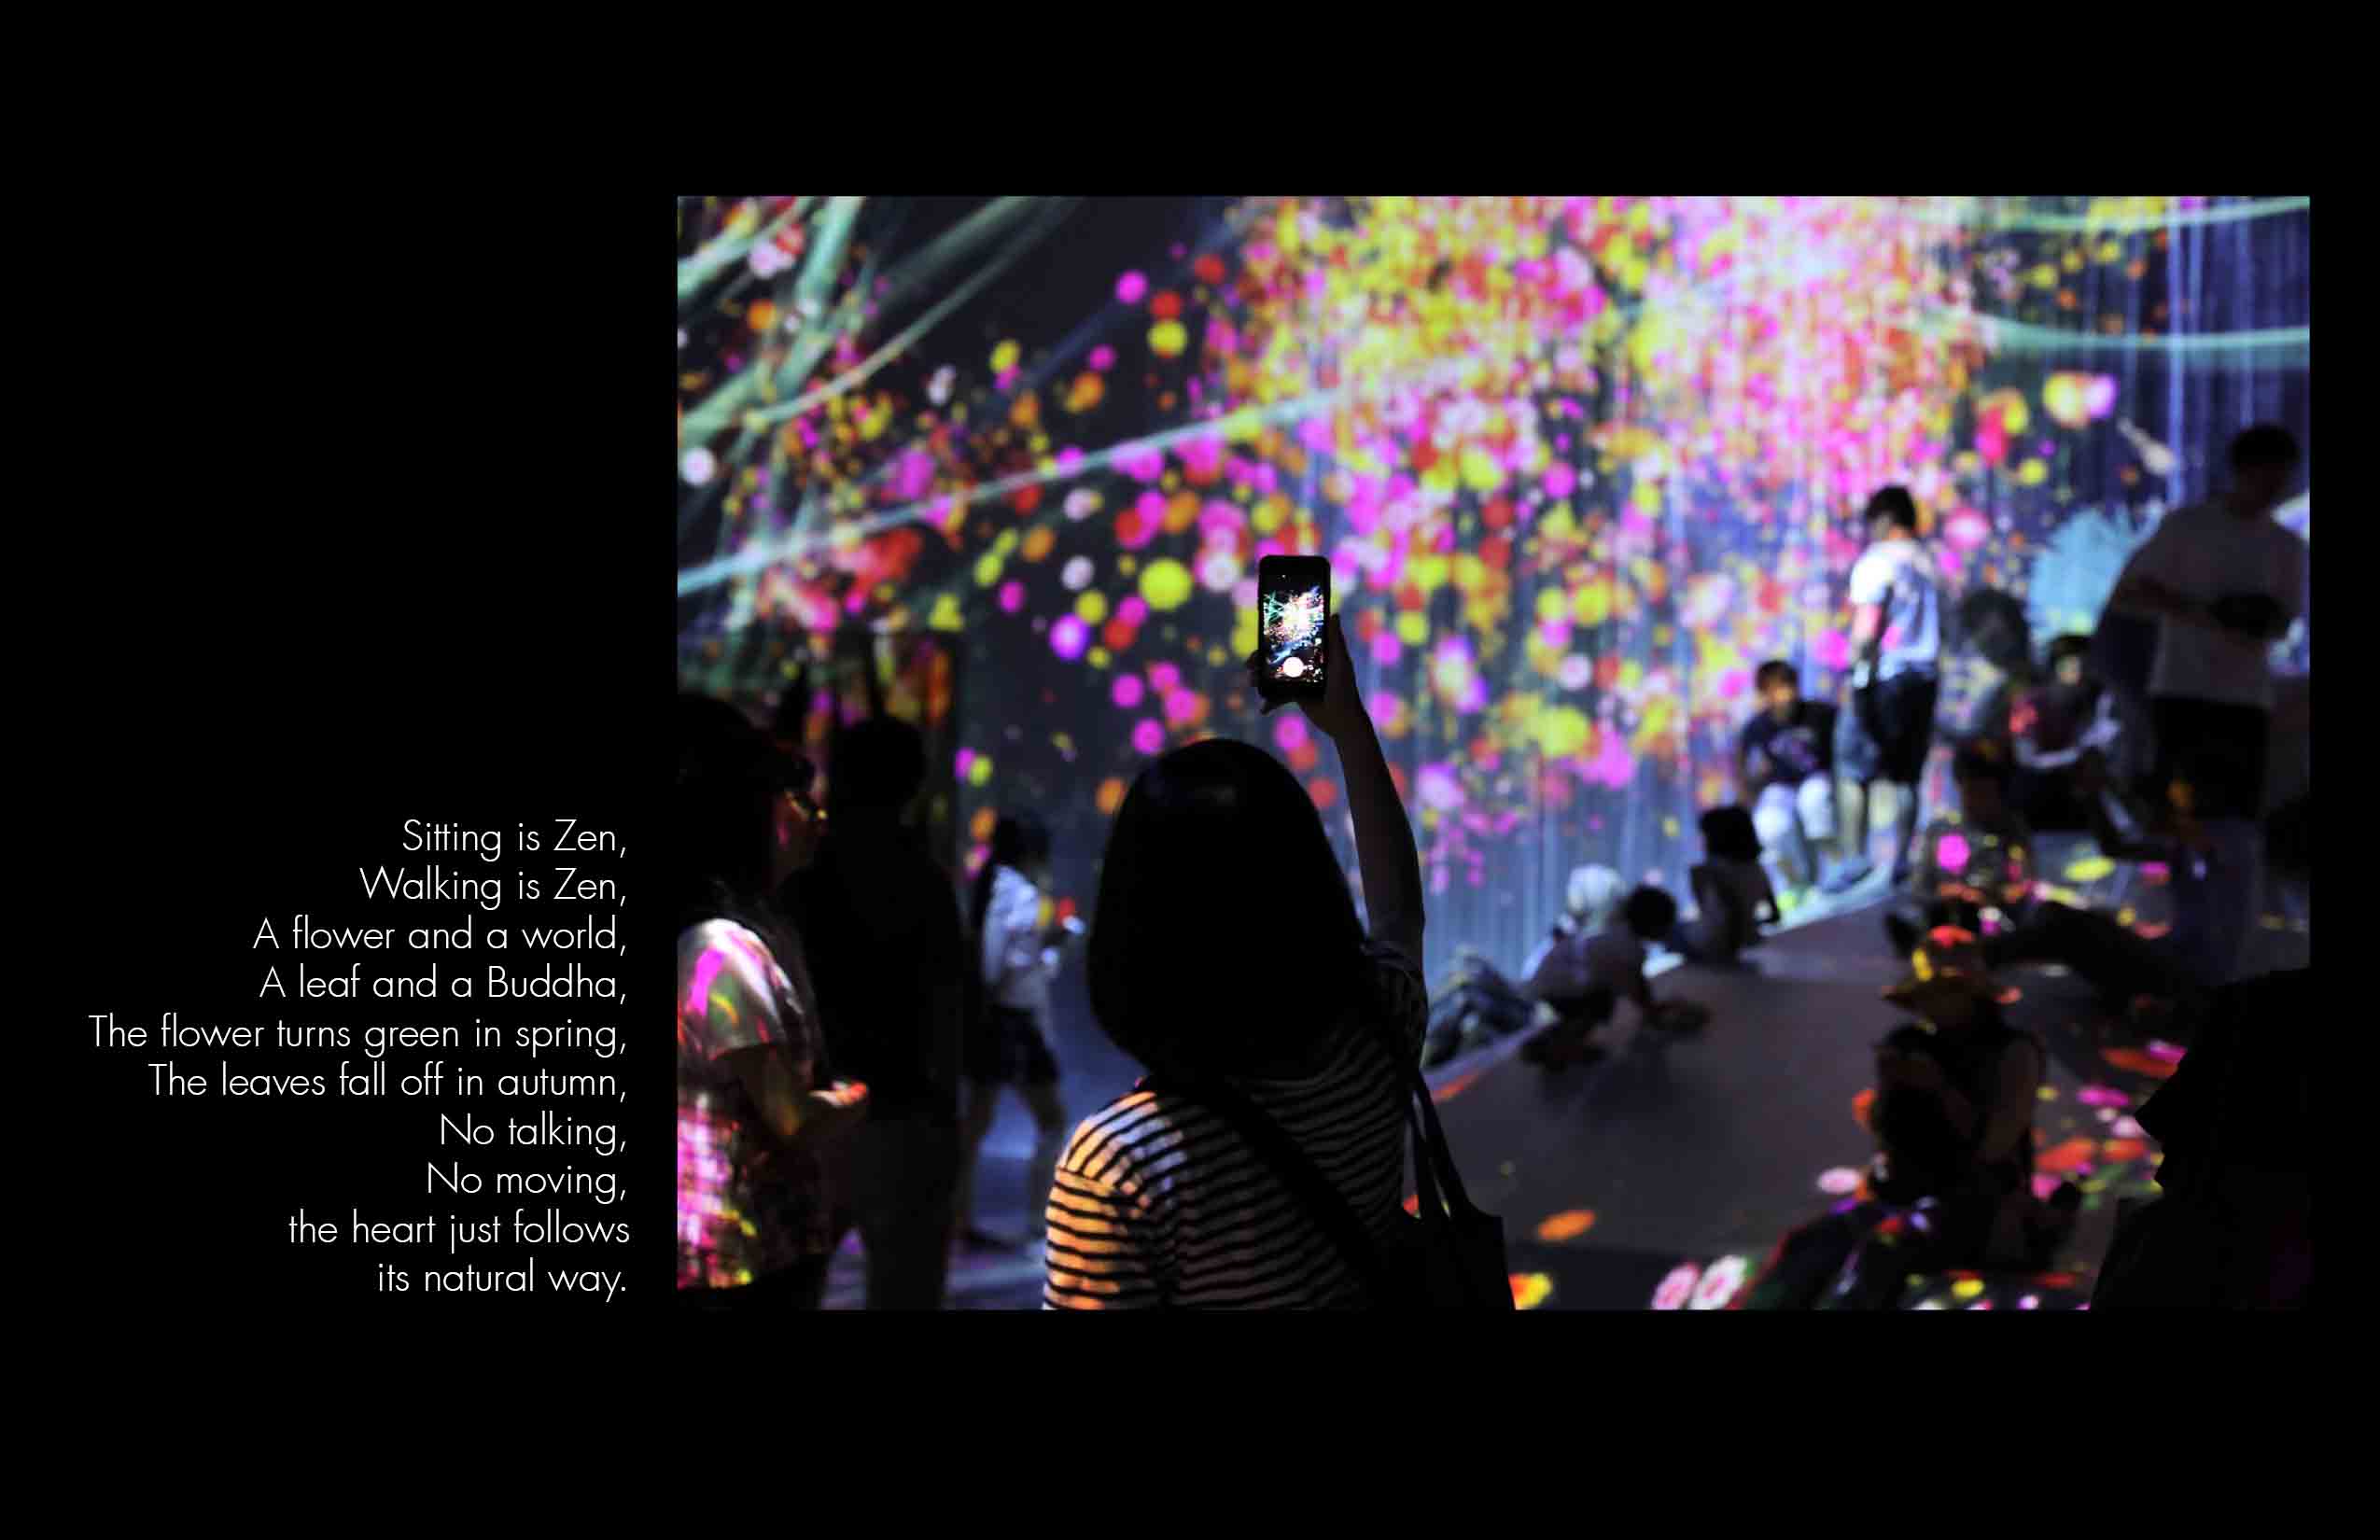 Sitting is Zen,
Walking is Zen,
A flower and a world,
A leaf and a Buddha,
The flower turns green in spring,
The leaves fall off in autumn,
No talking,
No moving,
the heart just follows
its natural way.